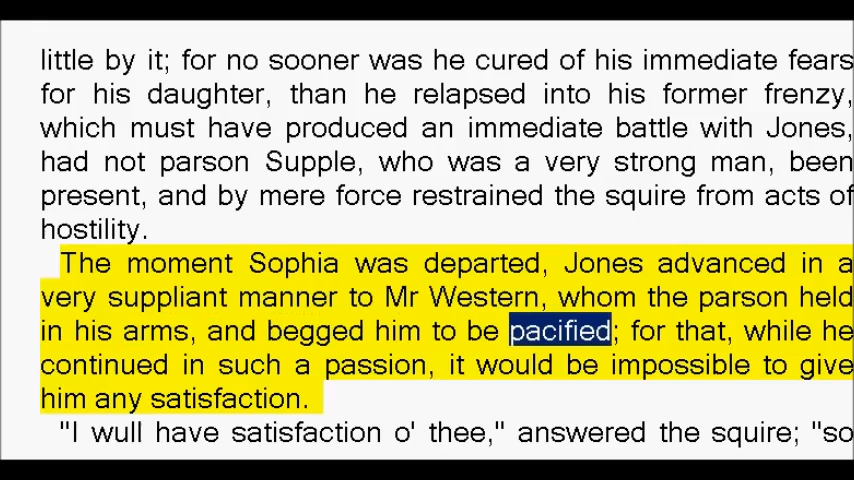 little by it; for no sooner was he cured of his immediate fears
for his daughter, than he relapsed into his former frenzy,
which must have produced an immediate battle with Jones,
had not parson Supple, who was a very strong man, been
present, and by mere force restrained the squire from acts of
hostility.
The moment Sophia was departed, Jones advanced in a
very suppliant manner to Mr Western, whom the parson held
in his arms, and begged him to be pacified; for that, while he
continued in such a passion, it would be impossible to give
him any satisfaction.
"I wull have satisfaction o' thee," answered the squire; "so